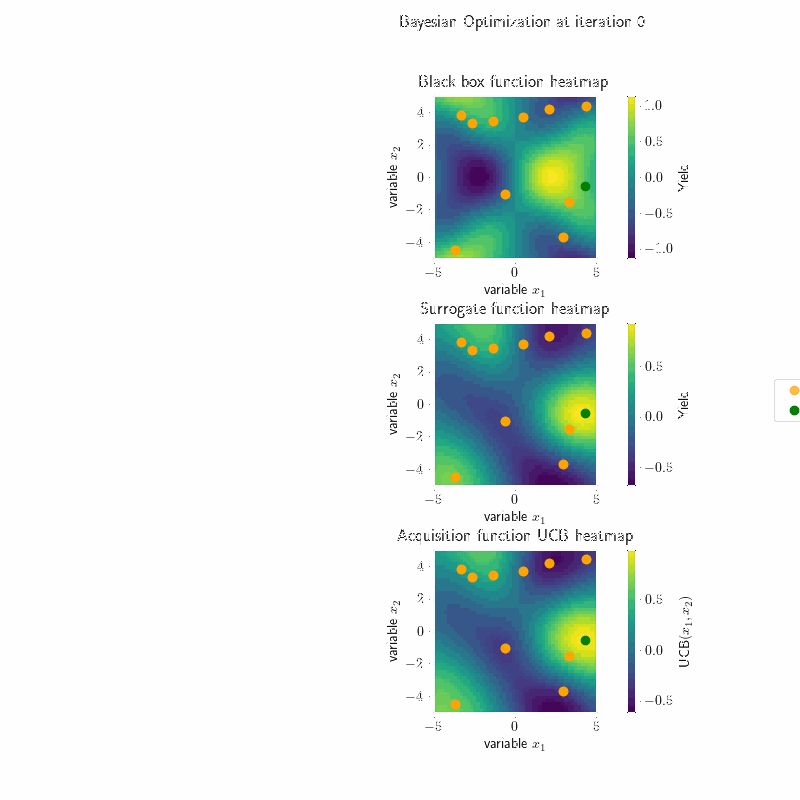 Bayesian Optimization at iteration 0
Black box function heatmap
4
2
0
−2
−4
variable x₂
−5 0 5
variable x₁
1.0
0.5
0.0
−0.5
−1.0
Yield
Surrogate function heatmap
4
2
0
−2
−4
variable x₂
−5 0 5
variable x₁
0.5
0.0
−0.5
Yield
Acquisition function UCB heatmap
4
2
0
−2
−4
variable x₂
−5 0 5
variable x₁
0.5
0.0
−0.5
UCB(x₁, x₂)